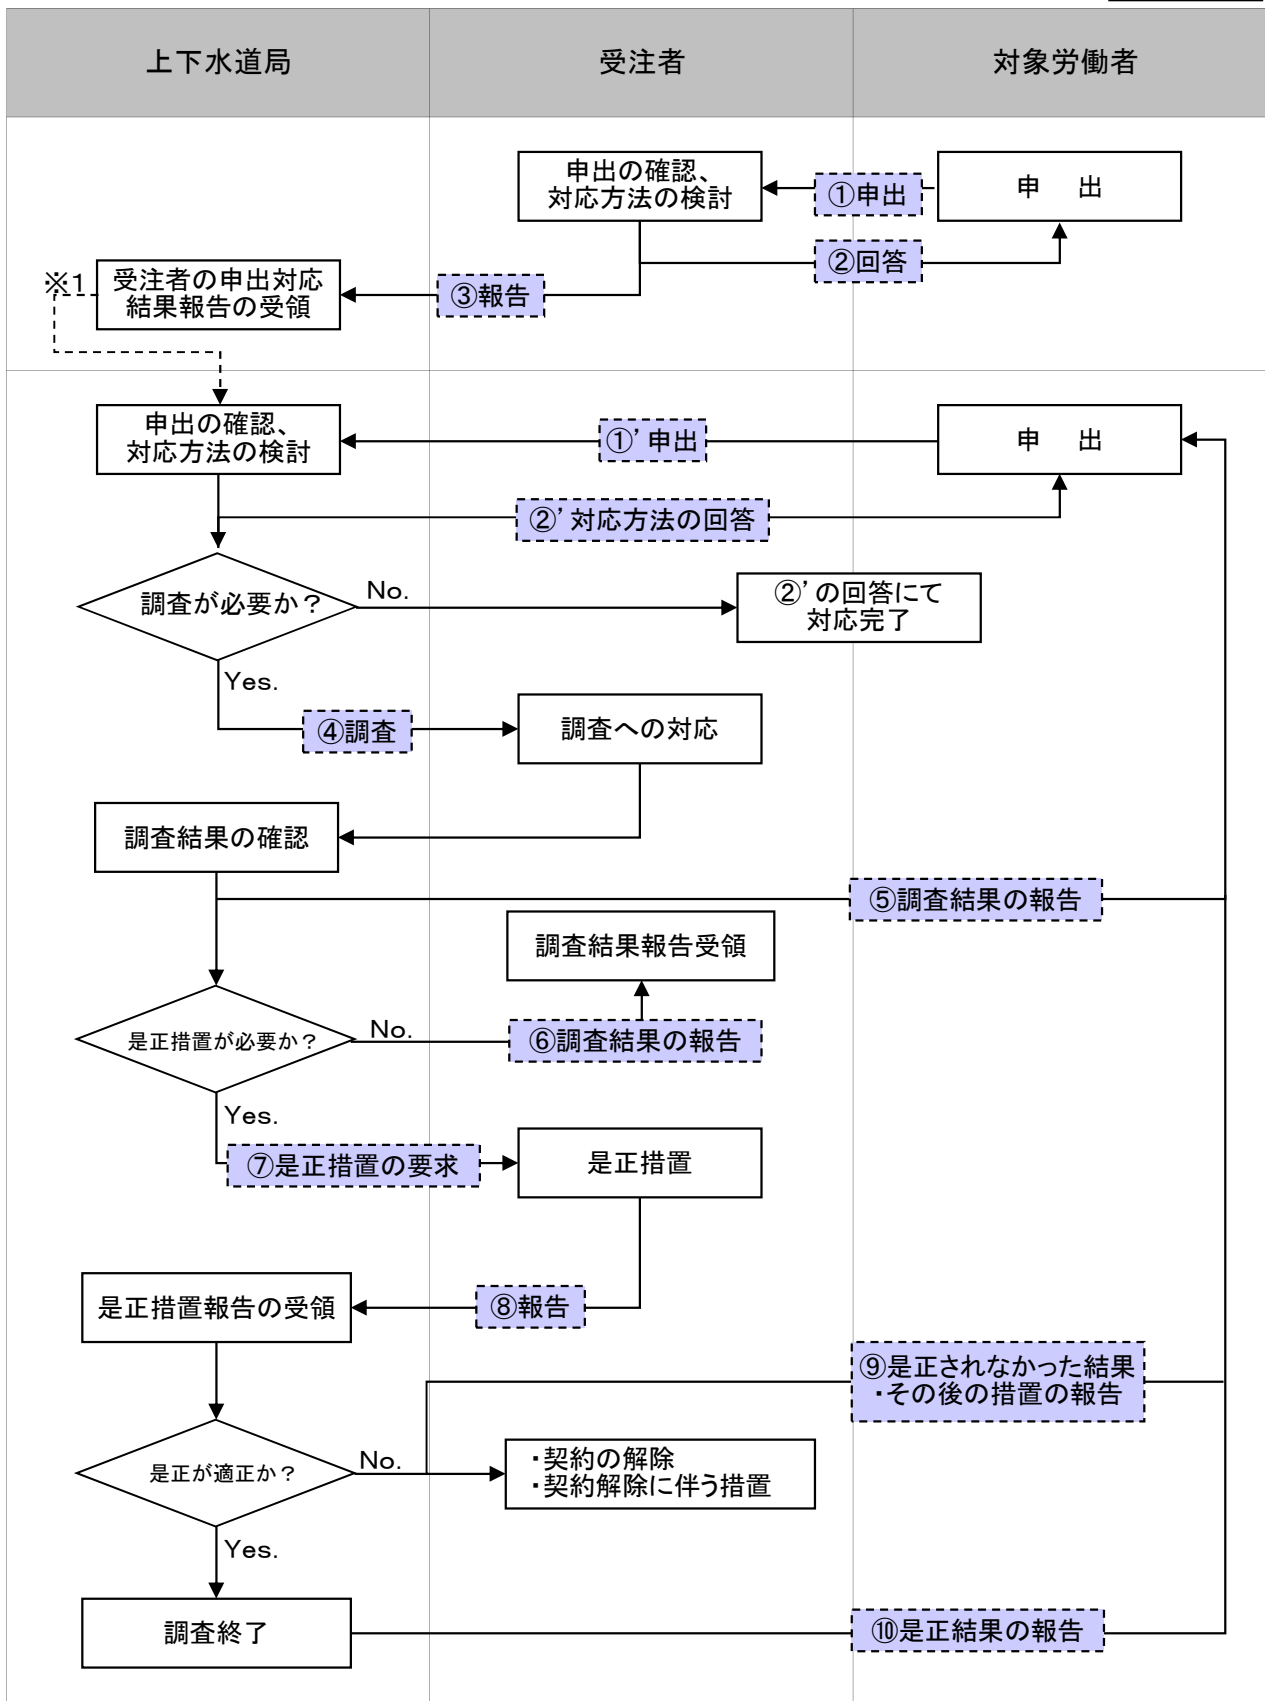 上下水道局
受注者
対象労働者
申出の確認、
対応方法の検討
①申出
申　出
②回答
※1
受注者の申出対応
結果報告の受領
③報告
申出の確認、
対応方法の検討
①’申出
申　出
②’対応方法の回答
調査が必要か？
No.
②’の回答にて
対応完了
Yes.
④調査
調査への対応
調査結果の確認
⑤調査結果の報告
調査結果報告受領
是正措置が必要か？
No.
⑥調査結果の報告
Yes.
⑦是正措置の要求
是正措置
是正措置報告の受領
⑧報告
⑨是正されなかった結果
・その後の措置の報告
是正が適正か？
No.
・契約の解除
・契約解除に伴う措置
Yes.
調査終了
⑩是正結果の報告